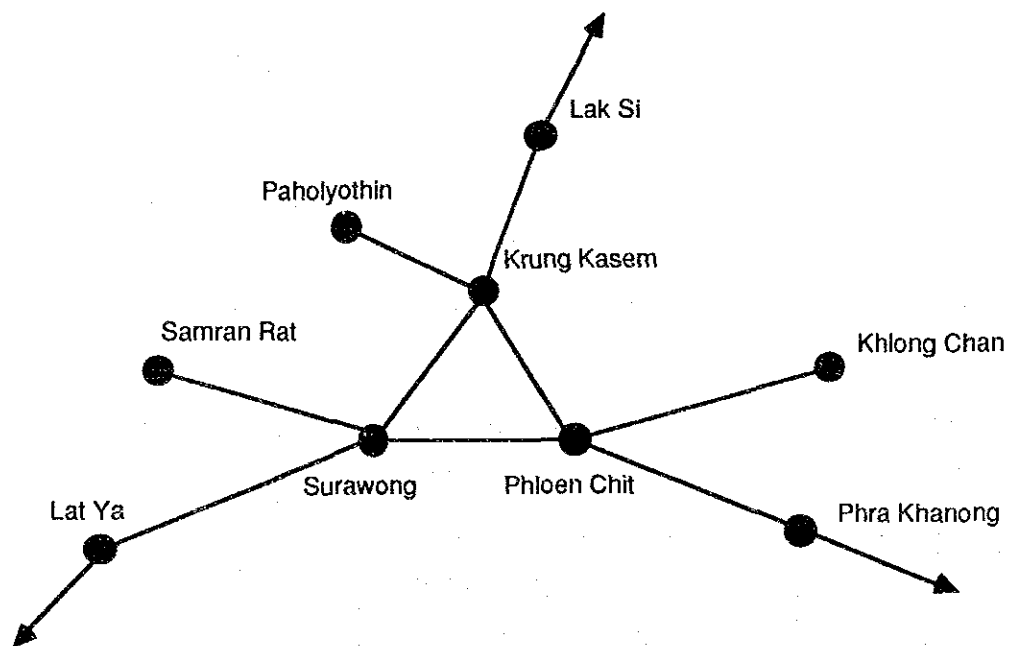 Lak Si
Paholyothin
Krung Kasem
Samran Rat
Khlong Chan
Surawong
Phloen Chit
Lat Ya
Phra Khanong